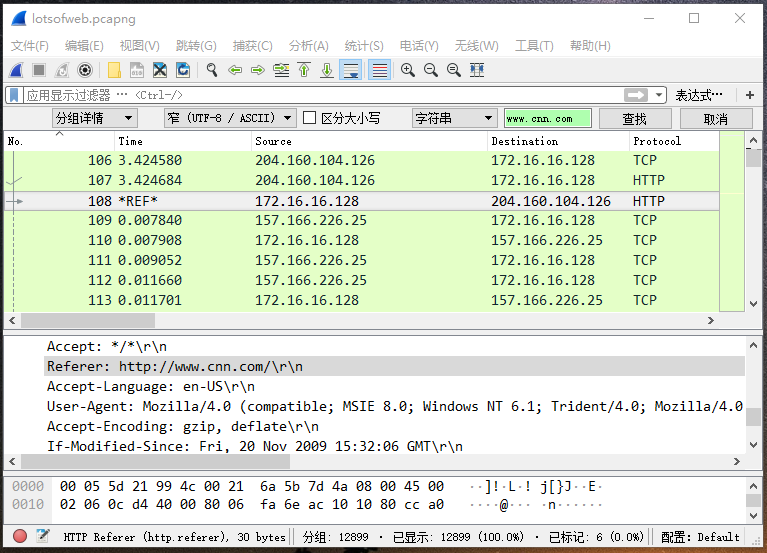 lotsofweb.pcapng
文件(F) 编辑(E) 视图(V) 跳转(G) 捕获(C) 分析(A) 统计(S) 电话(Y) 无线(W) 工具(T) 帮助(H)
应用显示过滤器 … <Ctrl-/> 表达式… +
分组详情 窄 (UTF-8 / ASCII) 区分大小写 字符串 www.cnn.com 查找 取消
No. Time Source Destination Protocol
106 3.424580 204.160.104.126 172.16.16.128 TCP
107 3.424684 204.160.104.126 172.16.16.128 HTTP
108 *REF* 172.16.16.128 204.160.104.126 HTTP
109 0.007840 157.166.226.25 172.16.16.128 TCP
110 0.007908 172.16.16.128 157.166.226.25 TCP
111 0.009052 157.166.226.25 172.16.16.128 TCP
112 0.011660 157.166.226.25 172.16.16.128 TCP
113 0.011701 172.16.16.128 157.166.226.25 TCP
Accept: */*\r\n
Referer: http://www.cnn.com/\r\n
Accept-Language: en-US\r\n
User-Agent: Mozilla/4.0 (compatible; MSIE 8.0; Windows NT 6.1; Trident/4.0; Mozilla/4.0
Accept-Encoding: gzip, deflate\r\n
If-Modified-Since: Fri, 20 Nov 2009 15:32:06 GMT\r\n
0000 00 05 5d 21 99 4c 00 21 6a 5b 7d 4a 08 00 45 00 ··]!·L·! j[}J··E·
0010 02 06 0c d4 40 00 80 06 fa 6e ac 10 10 80 cc a0 ····@··· ·n······
HTTP Referer (http.referer), 30 bytes 分组: 12899 · 已显示: 12899 (100.0%) · 已标记: 6 (0.0%) 配置: Default